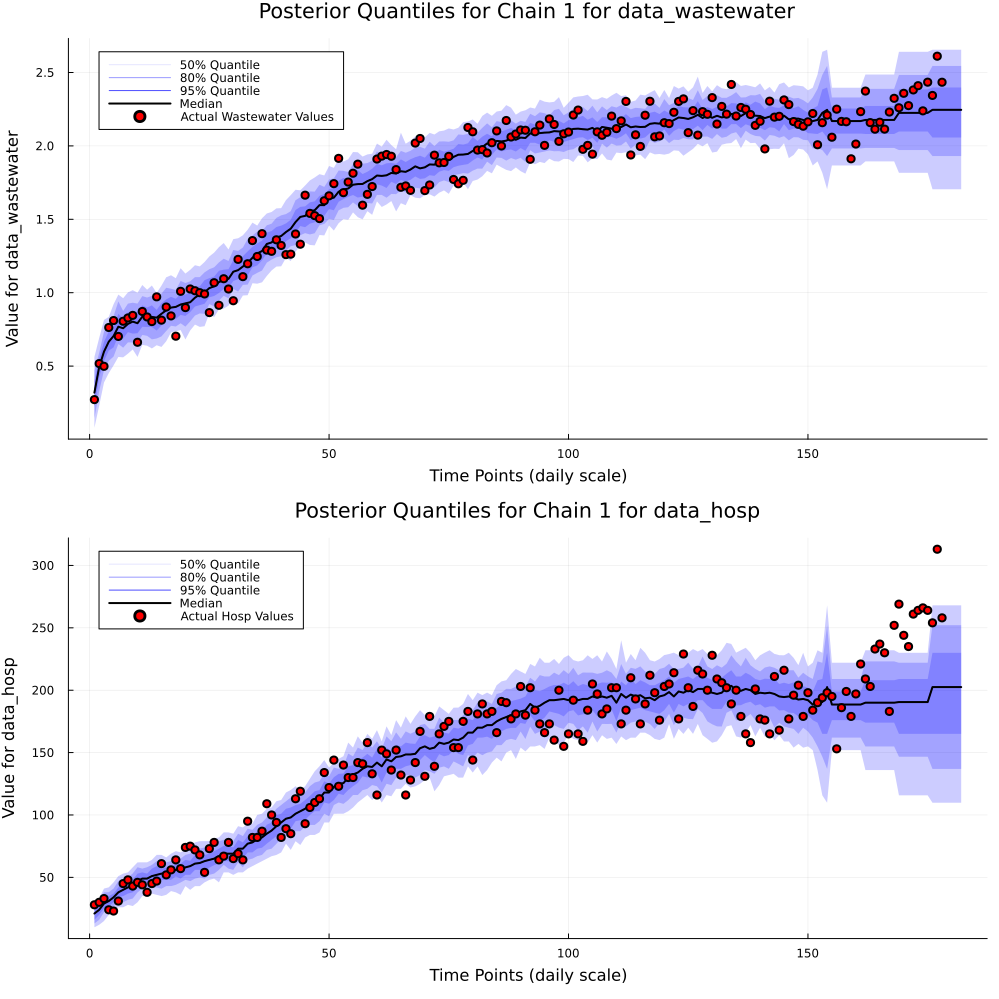 Posterior Quantiles for Chain 1 for data_wastewater
Value for data_wastewater
2.5
2.0
1.5
1.0
0.5
50% Quantile
80% Quantile
95% Quantile
Median
Actual Wastewater Values
0
50
100
150
Time Points (daily scale)
Posterior Quantiles for Chain 1 for data_hosp
Value for data_hosp
300
250
200
150
100
50
50% Quantile
80% Quantile
95% Quantile
Median
Actual Hosp Values
0
50
100
150
Time Points (daily scale)